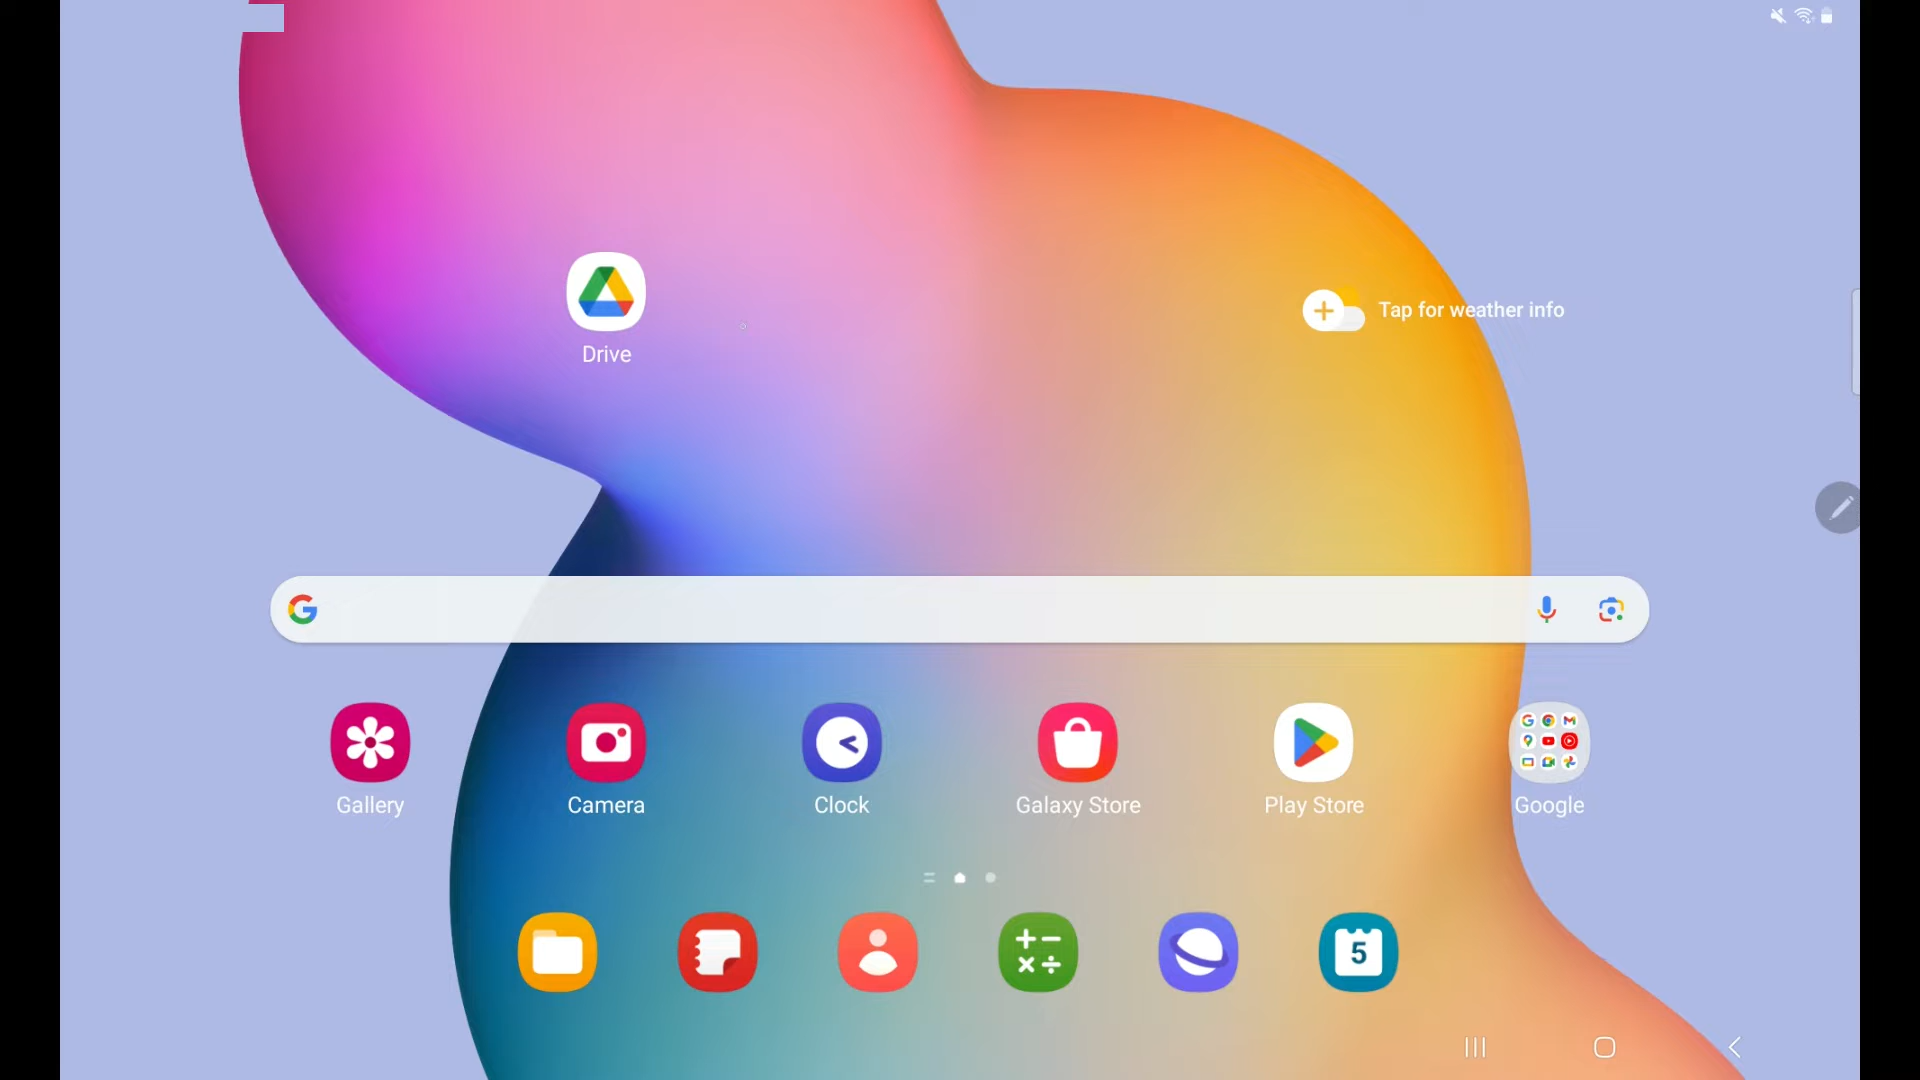 Drive
Tap for weather info
Gallery
Camera
Clock
Galaxy Store
Play Store
Google
5